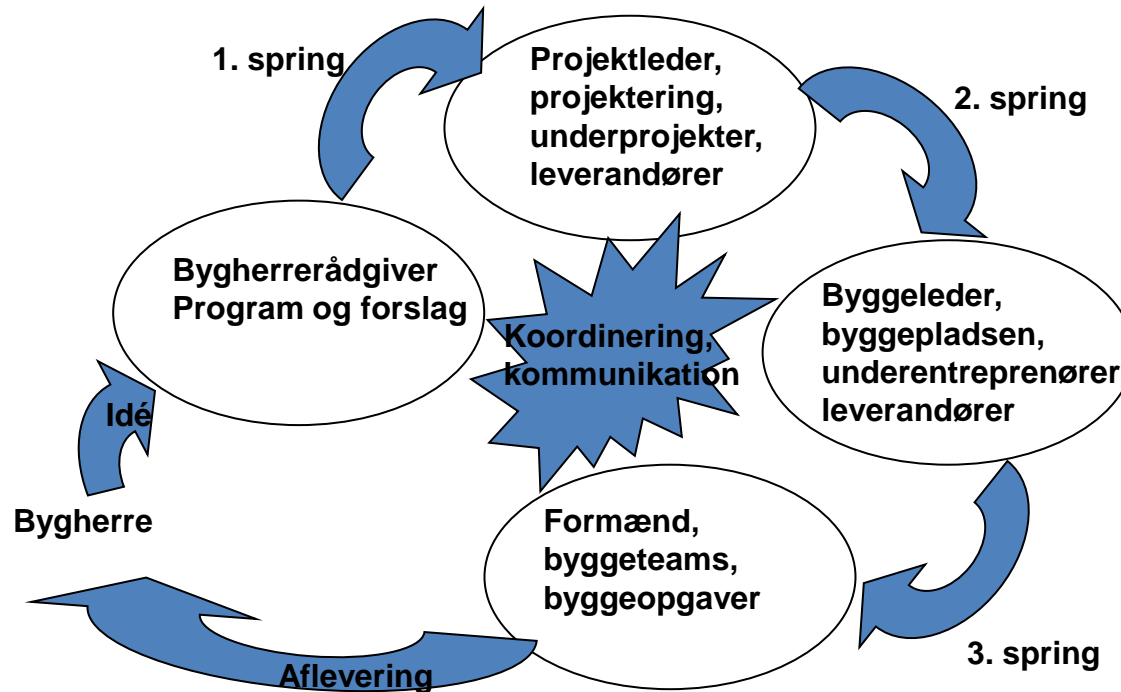 1. spring
Projektleder,
projektering,
underprojekter,
leverandører
2. spring
Bygherrerådgiver
Program og forslag
Koordinering,
kommunikation
Byggeleder,
byggepladsen,
underentreprenører
leverandører
Idé
Bygherre
Formænd,
byggeteams,
byggeopgaver
3. spring
Aflevering